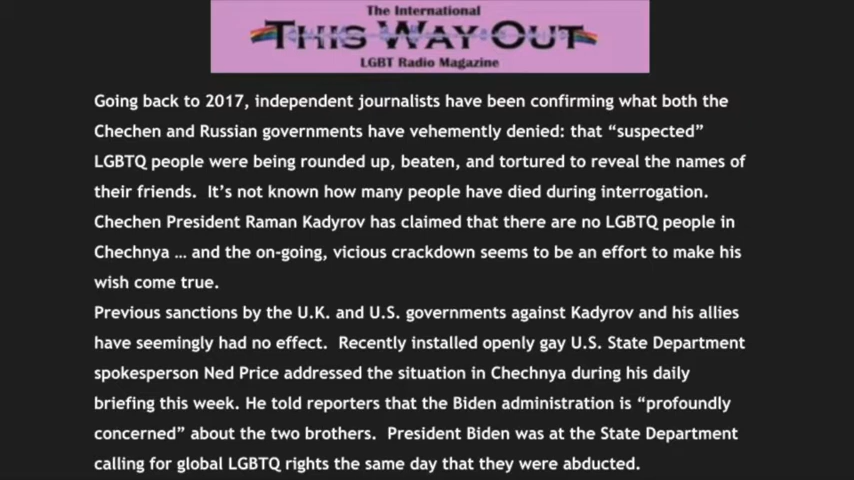 The International
THIS WAY OUT
LGBT Radio Magazine
Going back to 2017, independent journalists have been confirming what both the
Chechen and Russian governments have vehemently denied: that “suspected”
LGBTQ people were being rounded up, beaten, and tortured to reveal the names of
their friends.  It’s not known how many people have died during interrogation.
Chechen President Raman Kadyrov has claimed that there are no LGBTQ people in
Chechnya … and the on-going, vicious crackdown seems to be an effort to make his
wish come true.
Previous sanctions by the U.K. and U.S. governments against Kadyrov and his allies
have seemingly had no effect.  Recently installed openly gay U.S. State Department
spokesperson Ned Price addressed the situation in Chechnya during his daily
briefing this week. He told reporters that the Biden administration is “profoundly
concerned” about the two brothers.  President Biden was at the State Department
calling for global LGBTQ rights the same day that they were abducted.